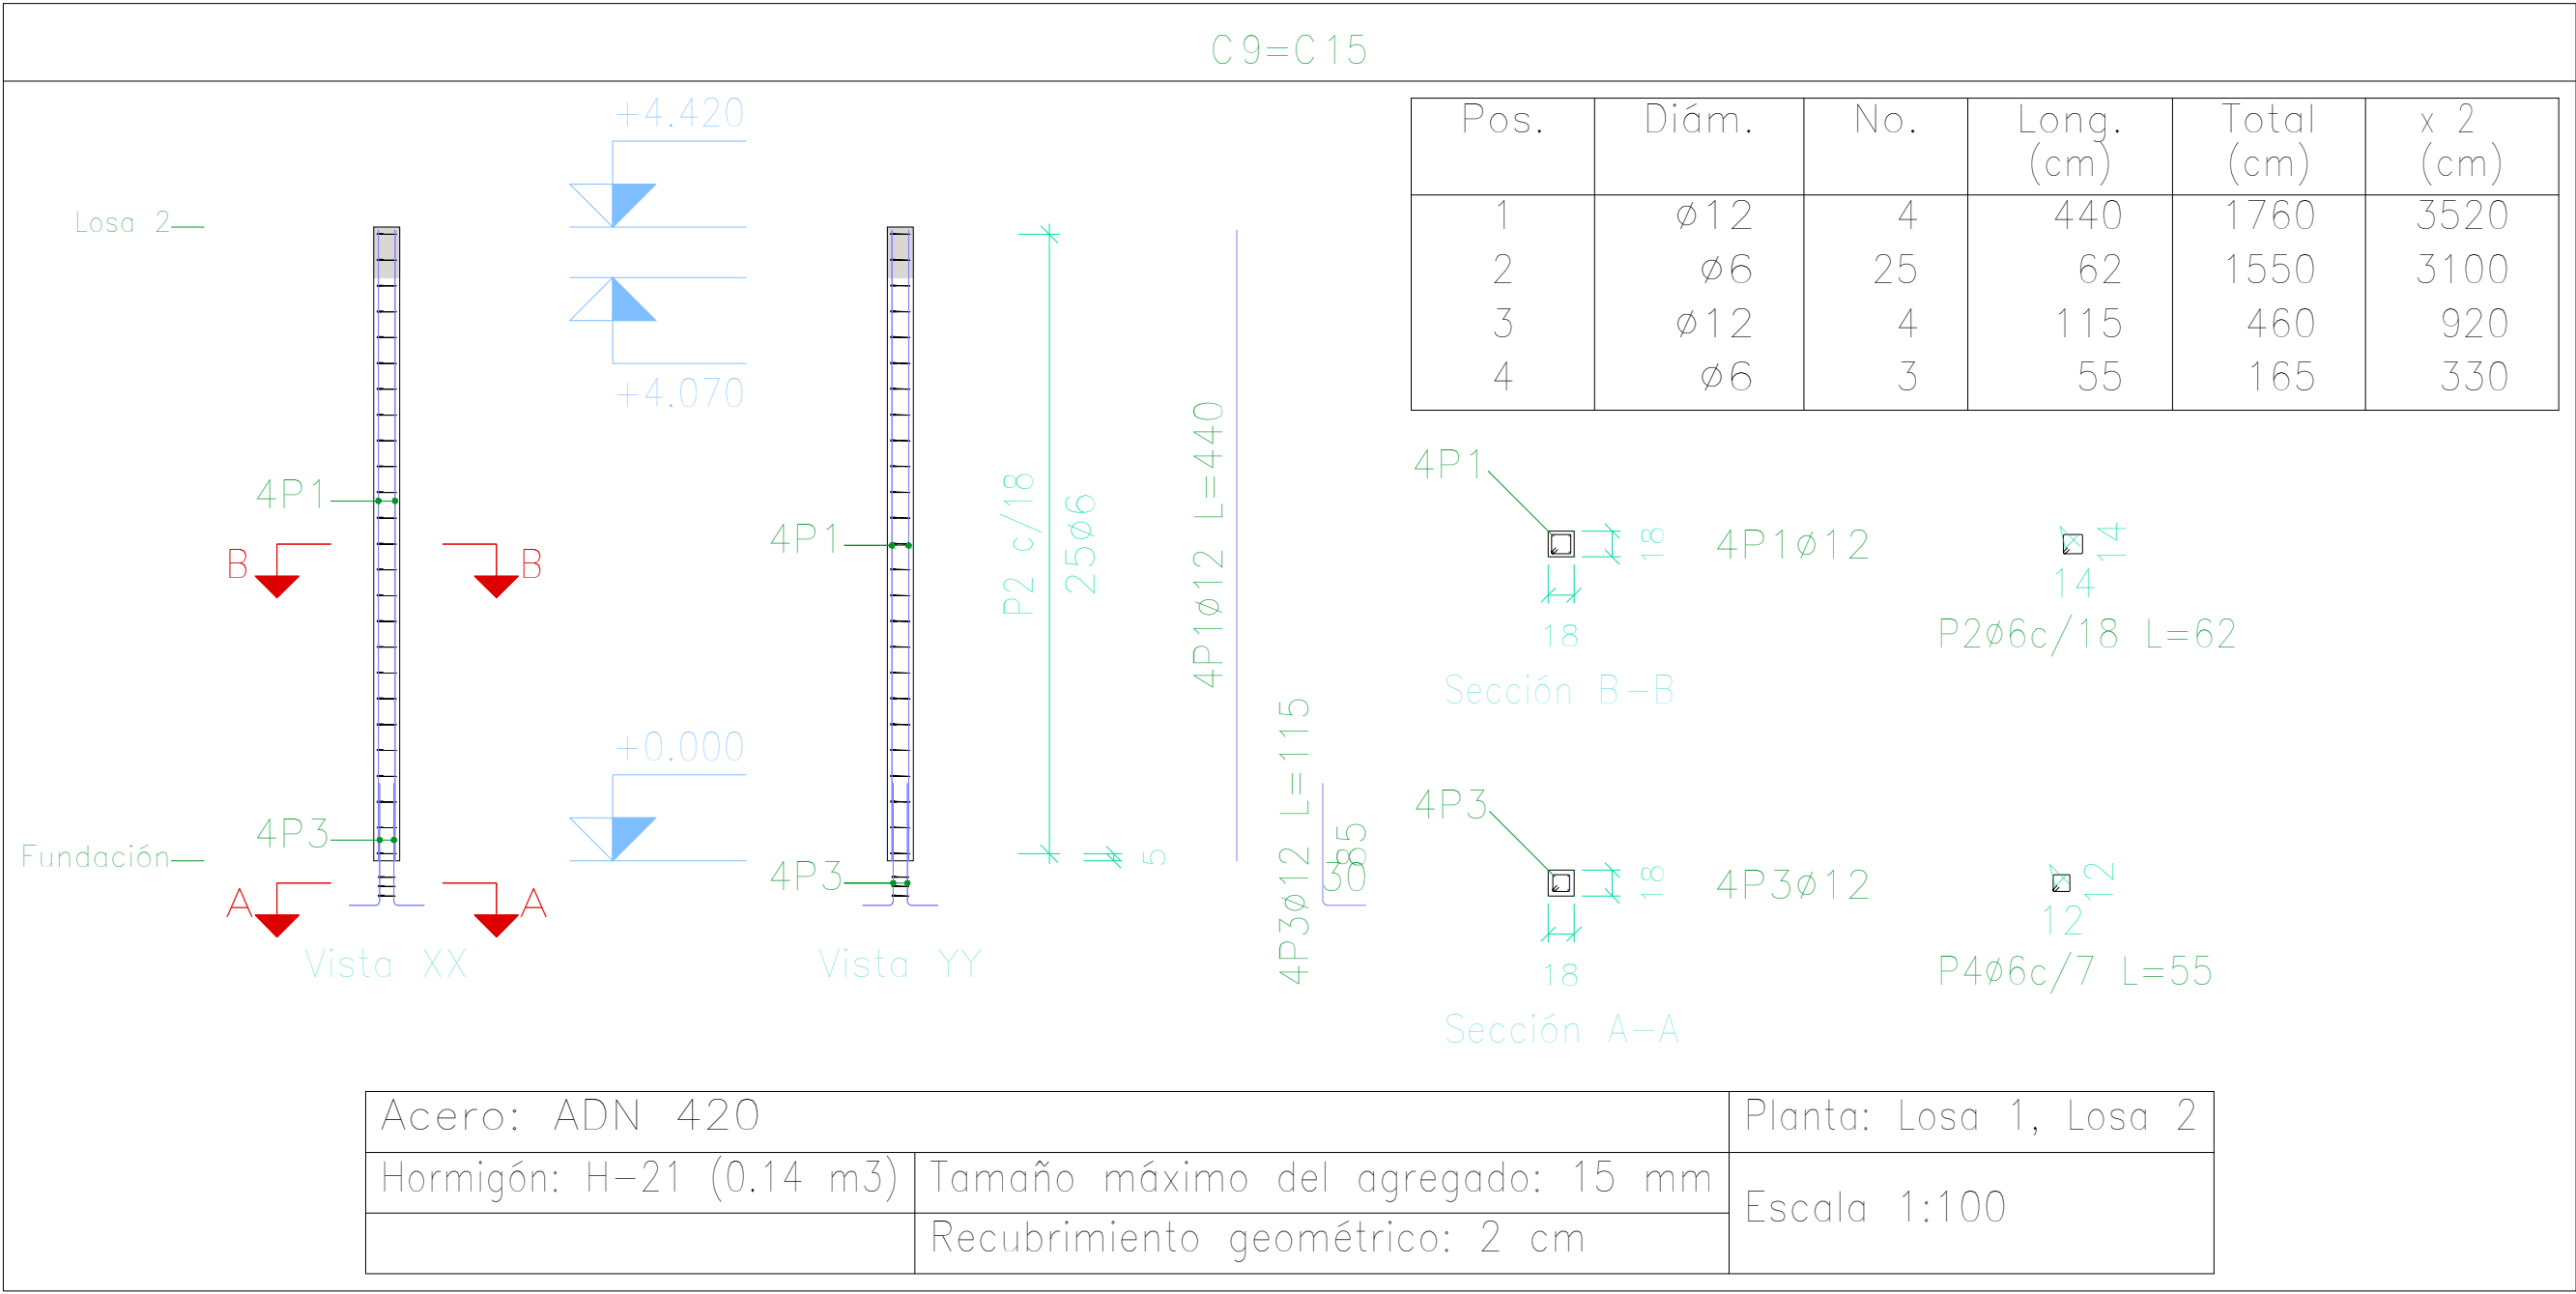 C9=C15
Pos. Diám. No. Long. (cm) Total (cm) x 2 (cm)
1 ø12 4 440 1760 3520
2 ø6 25 62 1550 3100
3 ø12 4 115 460 920
4 ø6 3 55 165 330
+4.420
Losa 2
+4.070
4P1
B
B
+0.000
4P3
Fundación
A
A
Vista XX
4P1
4P3
Vista YY
P2 c/18
25ø6
5
4P1ø12 L=440
4P3ø12 L=115
85
30
4P1
18
18
4P1ø12
14
14
P2ø6c/18 L=62
Sección B-B
4P3
18
18
4P3ø12
12
12
P4ø6c/7 L=55
Sección A-A
Acero: ADN 420
Planta: Losa 1, Losa 2
Hormigón: H-21 (0.14 m3)
Tamaño máximo del agregado: 15 mm
Escala 1:100
Recubrimiento geométrico: 2 cm